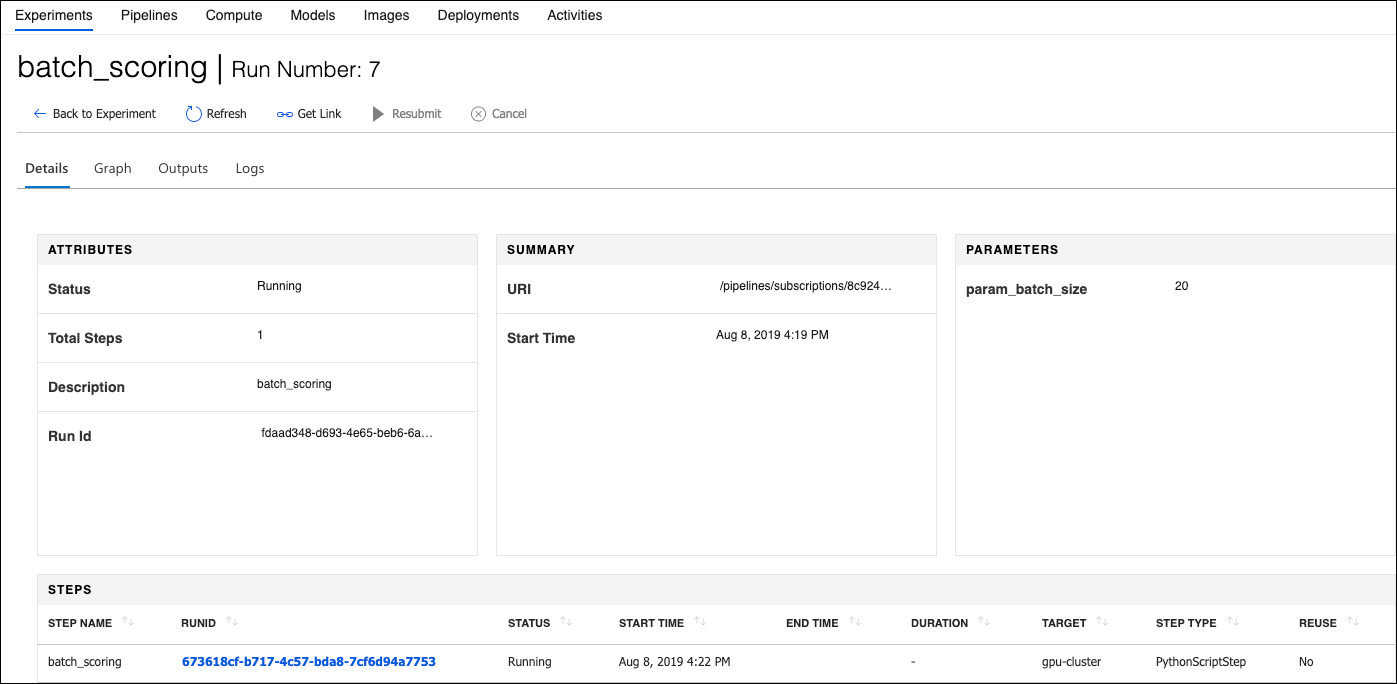 Experiments Pipelines Compute Models Images Deployments Activities
batch_scoring | Run Number: 7
Back to Experiment Refresh Get Link Resubmit Cancel
Details Graph Outputs Logs
ATTRIBUTES
Status Running
Total Steps 1
Description batch_scoring
Run Id fdaad348-d693-4e65-beb6-6a...
SUMMARY
URI /pipelines/subscriptions/8c924...
Start Time Aug 8, 2019 4:19 PM
PARAMETERS
param_batch_size 20
STEPS
STEP NAME RUNID STATUS START TIME END TIME DURATION TARGET STEP TYPE REUSE
batch_scoring 673618cf-b717-4c57-bda8-7cf6d94a7753 Running Aug 8, 2019 4:22 PM - gpu-cluster PythonScriptStep No